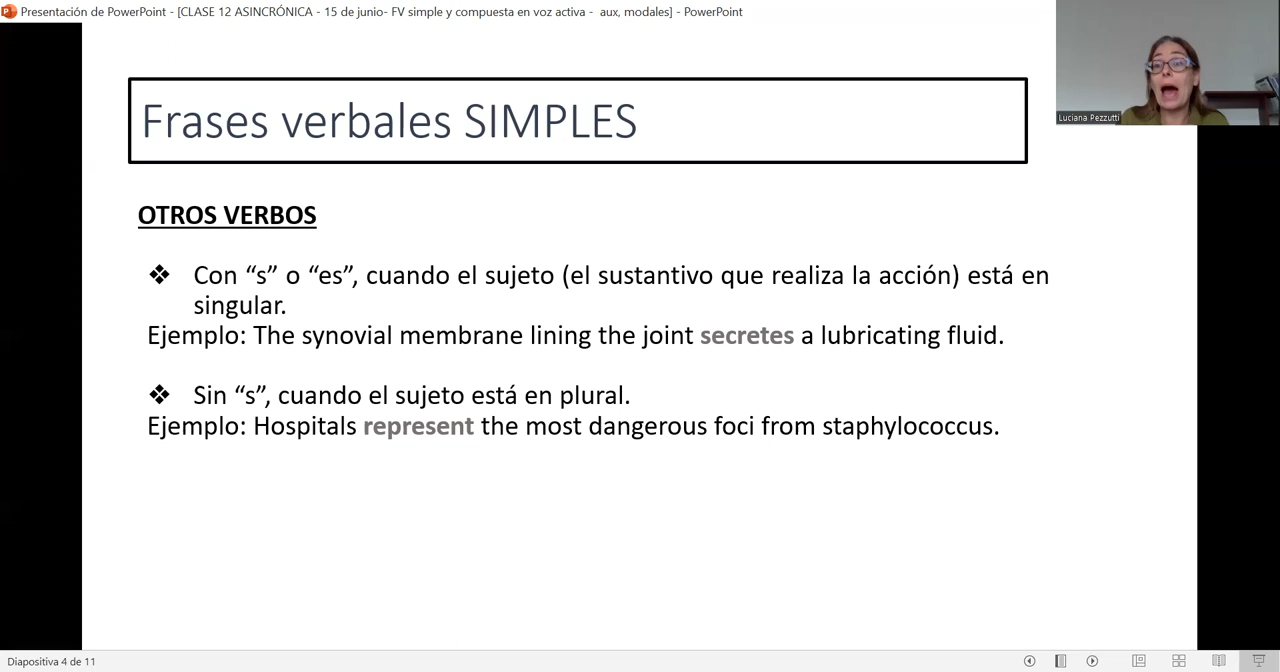 Presentación de PowerPoint - [CLASE 12 ASINCRÓNICA - 15 de junio- FV simple y compuesta en voz activa - aux, modales] - PowerPoint
Luciana Pezzutti
Frases verbales SIMPLES
OTROS VERBOS
❖ Con “s” o “es”, cuando el sujeto (el sustantivo que realiza la acción) está en
singular.
Ejemplo: The synovial membrane lining the joint secretes a lubricating fluid.
❖ Sin “s”, cuando el sujeto está en plural.
Ejemplo: Hospitals represent the most dangerous foci from staphylococcus.
Diapositiva 4 de 11